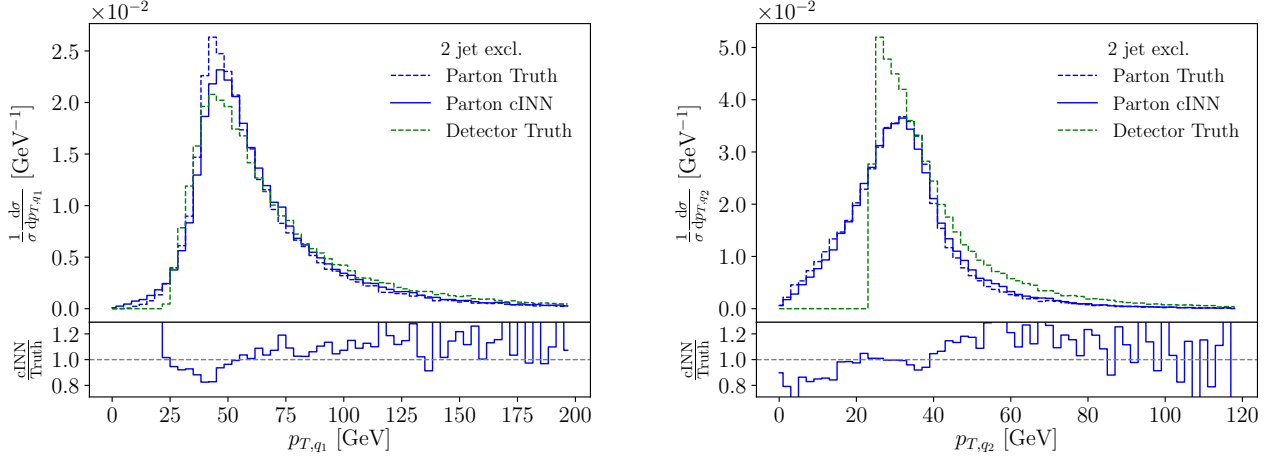 ×10⁻²
2 jet excl.
Parton Truth
Parton cINN
Detector Truth
1/σ dσ/dp_{T,q₁} [GeV⁻¹]
2.5
2.0
1.5
1.0
0.5
0.0
cINN/Truth
1.2
1.0
0.8
0 25 50 75 100 125 150 175 200
p_{T,q₁} [GeV]
×10⁻²
2 jet excl.
Parton Truth
Parton cINN
Detector Truth
1/σ dσ/dp_{T,q₂} [GeV⁻¹]
5.0
4.0
3.0
2.0
1.0
0.0
cINN/Truth
1.2
1.0
0.8
0 20 40 60 80 100 120
p_{T,q₂} [GeV]